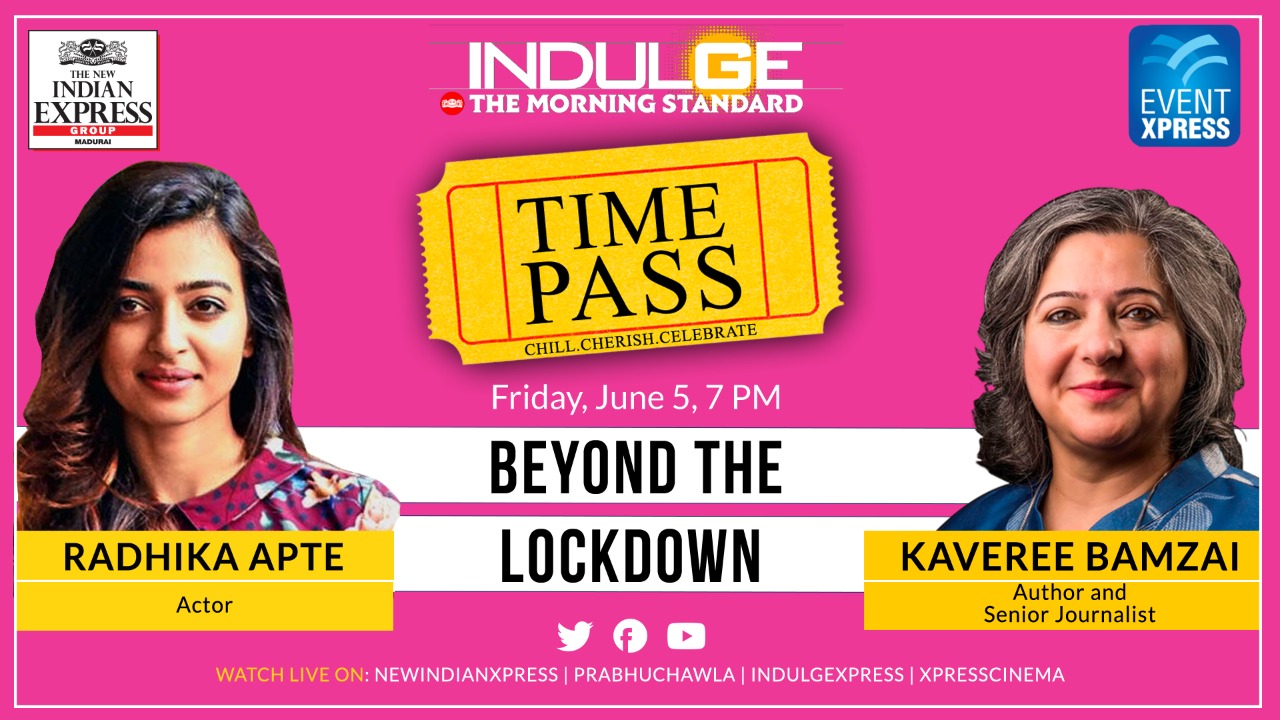 THE NEW
INDIAN
EXPRESS
GROUP
MADURAI
INDULGE
THE MORNING STANDARD
EVENT
XPRESS
TIME
PASS
CHILL.CHERISH.CELEBRATE
Friday, June 5, 7 PM
BEYOND THE
LOCKDOWN
RADHIKA APTE
Actor
KAVEREE BAMZAI
Author and
Senior Journalist
WATCH LIVE ON: NEWINDIANXPRESS | PRABHUCHAWLA | INDULGEXPRESS | XPRESSCINEMA